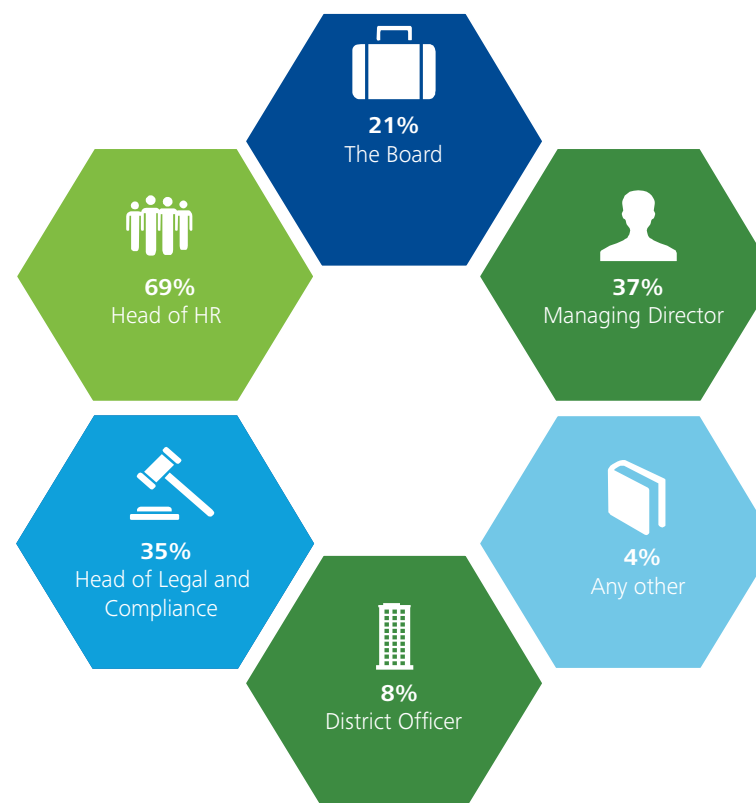 21%
The Board
69%
Head of HR
37%
Managing Director
35%
Head of Legal and
Compliance
4%
Any other
8%
District Officer